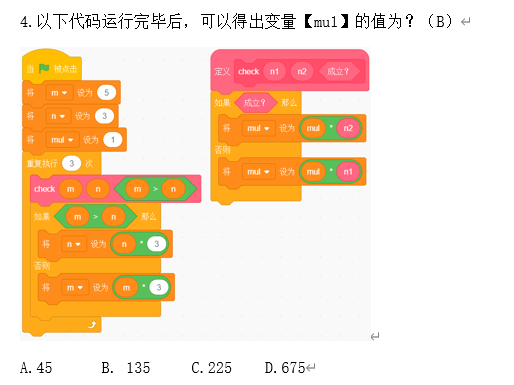 4.以下代码运行完毕后，可以得出变量【mul】的值为？（B）
当 被点击
将 m 设为 5
将 n 设为 3
将 mul 设为 1
重复执行 3 次
check m n m > n
如果 m > n 那么
将 n 设为 n * 3
否则
将 m 设为 m * 3
定义 check n1 n2 成立?
如果 成立? 那么
将 mul 设为 mul * n2
否则
将 mul 设为 mul * n1
A.45 B. 135 C.225 D.675